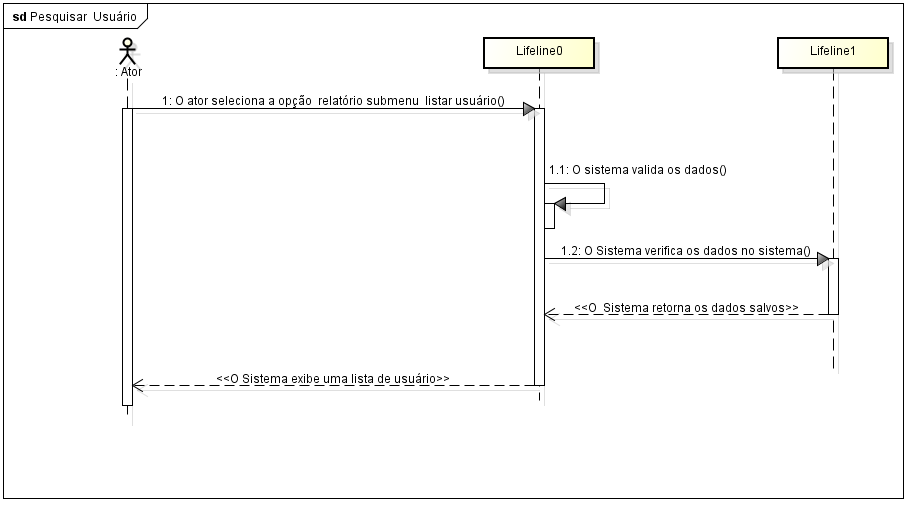 sd Pesquisar Usuário
Lifeline0
Lifeline1
: Ator
1: O ator seleciona a opção relatório submenu listar usuário()
1.1: O sistema valida os dados()
1.2: O Sistema verifica os dados no sistema()
<<O Sistema retorna os dados salvos>>
<<O Sistema exibe uma lista de usuário>>